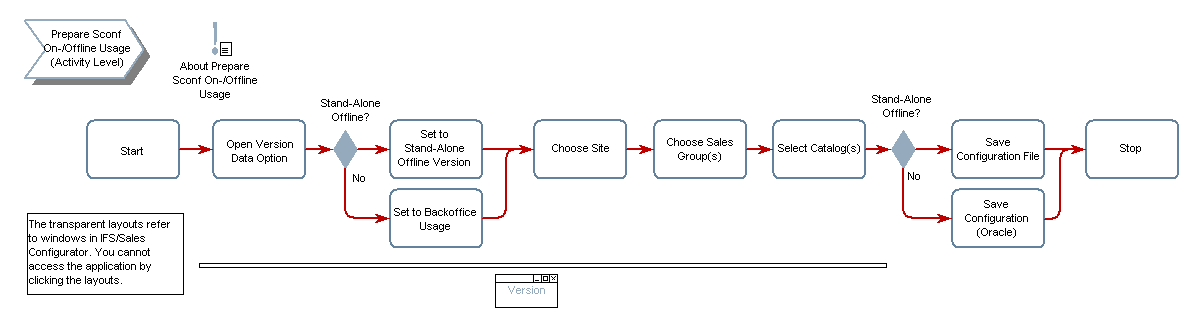 Prepare Sconf
On-/Offline Usage
(Activity Level)
About Prepare
Sconf On-/Offline
Usage
Start
Open Version
Data Option
Stand-Alone
Offline?
No
Set to
Stand-Alone
Offline Version
Set to Backoffice
Usage
Choose Site
Choose Sales
Group(s)
Select Catalog(s)
Stand-Alone
Offline?
No
Save
Configuration File
Save
Configuration
(Oracle)
Stop
The transparent layouts refer
to windows in IFS/Sales
Configurator. You cannot
access the application by
clicking the layouts.
Version